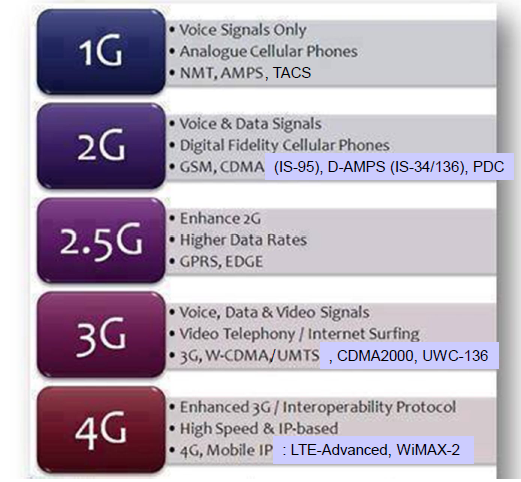 1G
• Voice Signals Only
• Analogue Cellular Phones
• NMT, AMPS, TACS
2G
• Voice & Data Signals
• Digital Fidelity Cellular Phones
• GSM, CDMA (IS-95), D-AMPS (IS-34/136), PDC
2.5G
• Enhance 2G
• Higher Data Rates
• GPRS, EDGE
3G
• Voice, Data & Video Signals
• Video Telephony / Internet Surfing
• 3G, W-CDMA/UMTS , CDMA2000, UWC-136
4G
• Enhanced 3G / Interoperability Protocol
• High Speed & IP-based
• 4G, Mobile IP : LTE-Advanced, WiMAX-2